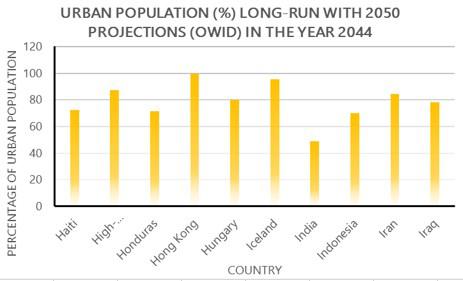 URBAN POPULATION (%) LONG-RUN WITH 2050
PROJECTIONS (OWID) IN THE YEAR 2044
PERCENTAGE OF URBAN POPULATION
120
100
80
60
40
20
0
Haiti
High-...
Honduras
Hong Kong
Hungary
Iceland
India
Indonesia
Iran
Iraq
COUNTRY